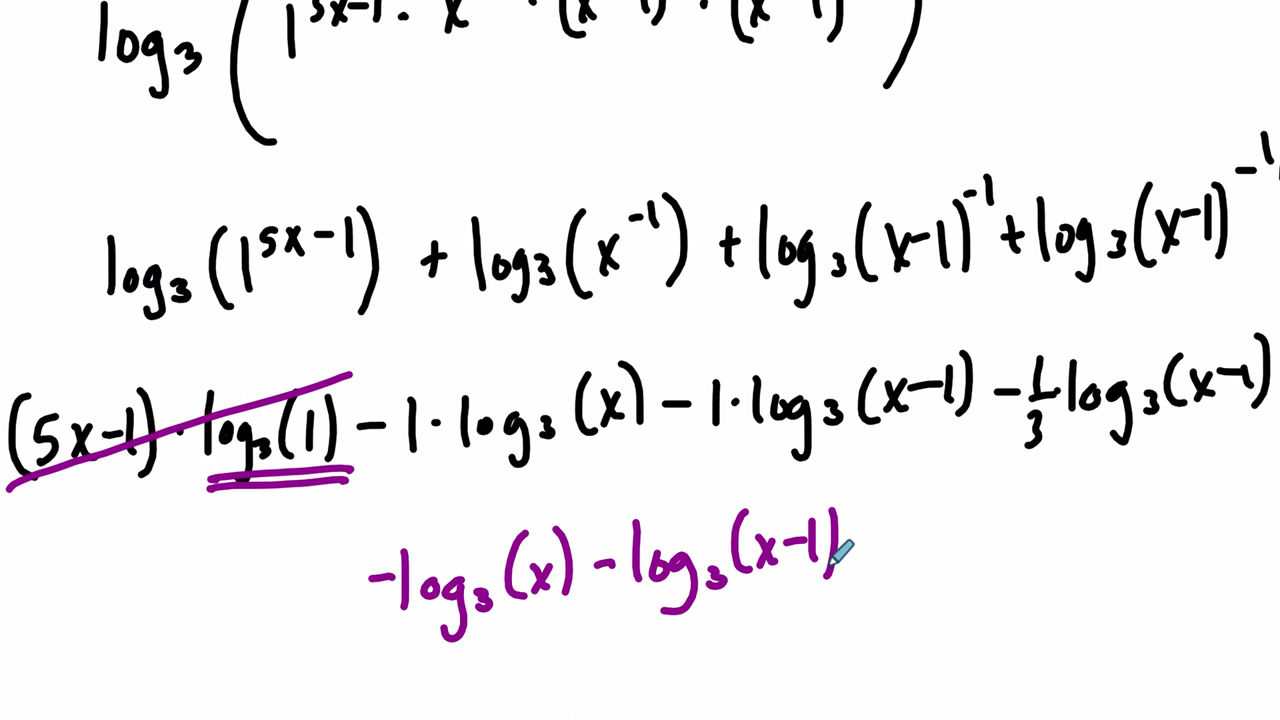 log₃(1^(5x-1) · x · (x-1) · (x-1))
log₃(1^(5x-1)) + log₃(x^(-1)) + log₃(x-1)^(-1) + log₃(x-1)^(-1
(5x-1) · log₃(1) - 1 · log₃(x) - 1 · log₃(x-1) - 1/3 · log₃(x-1)
-log₃(x) - log₃(x-1)